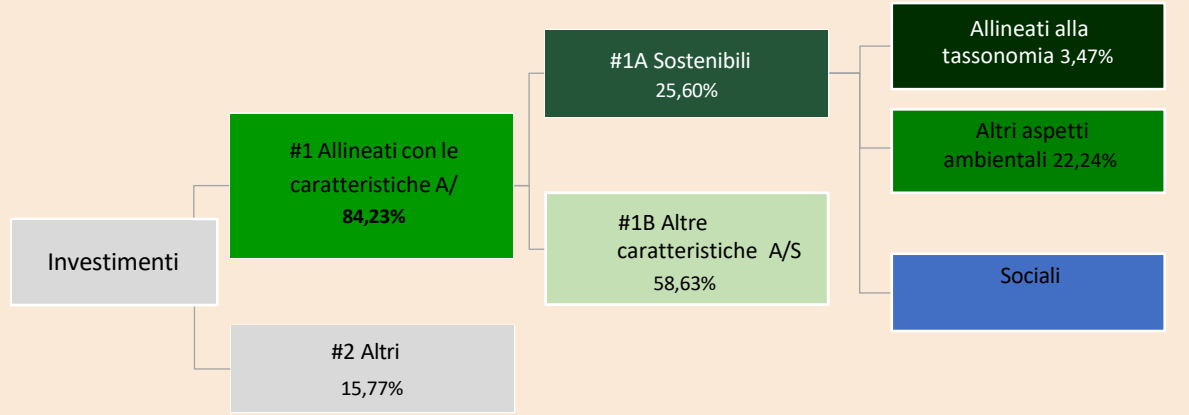 Investimenti
#1 Allineati con le
caratteristiche A/
84,23%
#2 Altri
15,77%
#1A Sostenibili
25,60%
#1B Altre
caratteristiche A/S
58,63%
Allineati alla
tassonomia 3,47%
Altri aspetti
ambientali 22,24%
Sociali